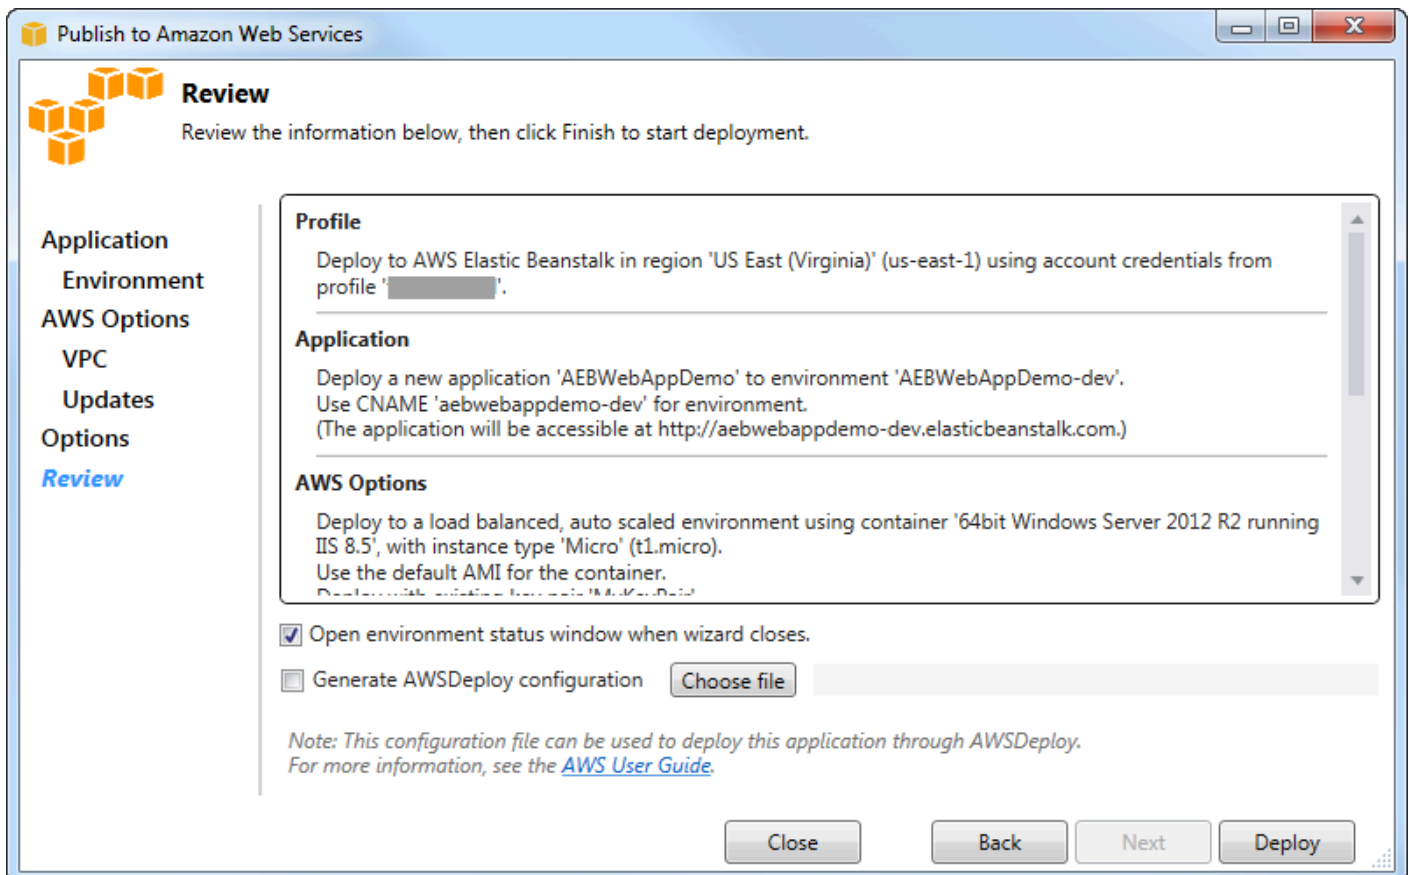 Publish to Amazon Web Services
Review
Review the information below, then click Finish to start deployment.
Application
Environment
AWS Options
VPC
Updates
Options
Review
Profile
Deploy to AWS Elastic Beanstalk in region 'US East (Virginia)' (us-east-1) using account credentials from
profile ' '.
Application
Deploy a new application 'AEBWebAppDemo' to environment 'AEBWebAppDemo-dev'.
Use CNAME 'aebwebappdemo-dev' for environment.
(The application will be accessible at http://aebwebappdemo-dev.elasticbeanstalk.com.)
AWS Options
Deploy to a load balanced, auto scaled environment using container '64bit Windows Server 2012 R2 running
IIS 8.5', with instance type 'Micro' (t1.micro).
Use the default AMI for the container.
Deploy with existing key pair 'MyKeyPair'
Open environment status window when wizard closes.
Generate AWSDeploy configuration
Choose file
Note: This configuration file can be used to deploy this application through AWSDeploy.
For more information, see the AWS User Guide.
Close
Back
Next
Deploy